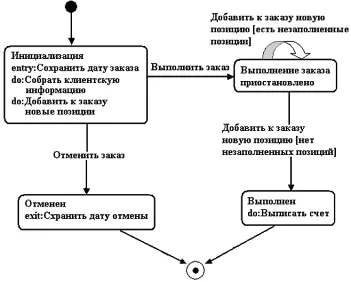 Добавить к заказу новую
позицию [есть незаполненные
позиции]
Инициализация
entry:Сохранить дату заказа
do:Собрать клиентскую
информацию
do:Добавить к заказу
новые позиции
Выполнить заказ
Выполнение заказа
приостановлено
Добавить к заказу
новую позицию [нет
незаполненных позиций]
Отменить заказ
Отменен
exit:Схранить дату отмены
Выполнен
do:Выписать счет